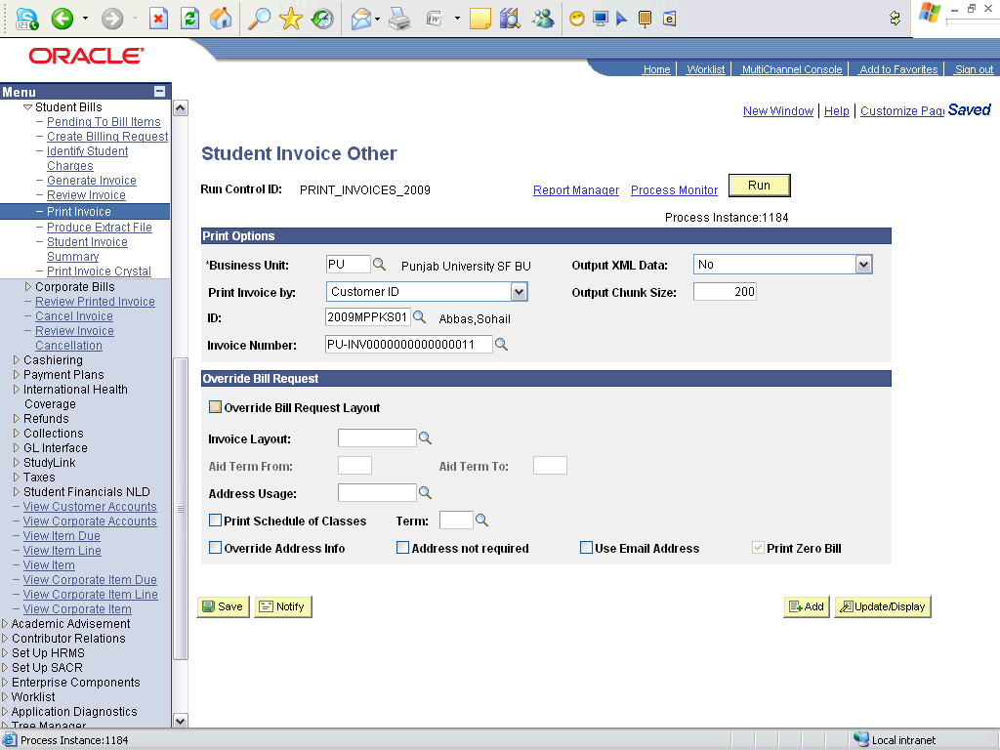 ORACLE®
Home Worklist MultiChannel Console Add to Favorites Sign out
Menu
Student Bills
Pending To Bill Items
Create Billing Request
Identify Student
Charges
Generate Invoice
Review Invoice
Print Invoice
Produce Extract File
Student Invoice
Summary
Print Invoice Crystal
Corporate Bills
Review Printed Invoice
Cancel Invoice
Review Invoice
Cancellation
Cashiering
Payment Plans
International Health
Coverage
Refunds
Collections
GL Interface
StudyLink
Taxes
Student Financials NLD
View Customer Accounts
View Corporate Accounts
View Item Due
View Item Line
View Item
View Corporate Item Due
View Corporate Item Line
View Corporate Item
Academic Advisement
Contributor Relations
Set Up HRMS
Set Up SACR
Enterprise Components
Worklist
Application Diagnostics
Tree Manager
New Window | Help | Customize Pag Saved
Student Invoice Other
Run Control ID: PRINT_INVOICES_2009 Report Manager Process Monitor Run
Process Instance:1184
Print Options
*Business Unit: PU Punjab University SF BU Output XML Data: No
Print Invoice by: Customer ID Output Chunk Size: 200
ID: 2009MPPKS01 Abbas,Sohail
Invoice Number: PU-INV0000000000000011
Override Bill Request
Override Bill Request Layout
Invoice Layout:
Aid Term From: Aid Term To:
Address Usage:
Print Schedule of Classes Term:
Override Address Info Address not required Use Email Address Print Zero Bill
Save Notify Add Update/Display
Process Instance:1184 Local intranet